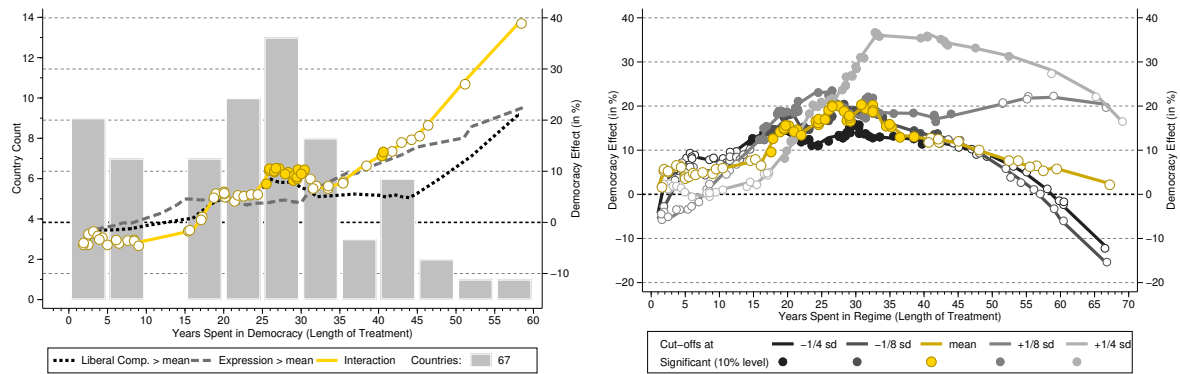 14
12
10
8
6
4
2
0
Country Count
40
30
20
10
0
−10
Democracy Effect (in %)
0 5 10 15 20 25 30 35 40 45 50 55 60
Years Spent in Democracy (Length of Treatment)
Liberal Comp. > mean Expression > mean Interaction Countries: 67
40
30
20
10
0
−10
−20
Democracy Effect (in %)
40
30
20
10
0
−10
−20
Democracy Effect (in %)
0 5 10 15 20 25 30 35 40 45 50 55 60 65 70
Years Spent in Regime (Length of Treatment)
Cut−offs at −1/4 sd −1/8 sd mean +1/8 sd +1/4 sd
Significant (10% level)